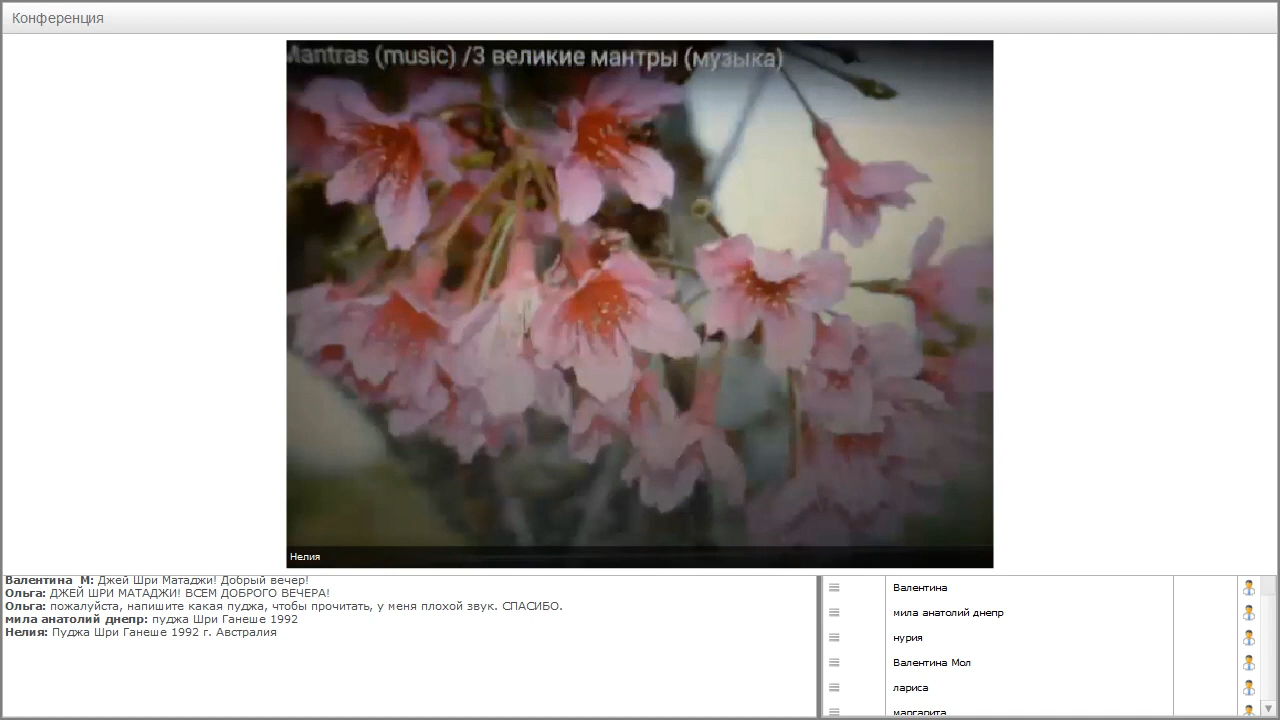 Конференция
Mantras (music) /3 великие мантры (музыка)
Нелия
Валентина М: Джей Шри Матаджи! Добрый вечер!
Ольга: ДЖЕЙ ШРИ МАТАДЖИ! ВСЕМ ДОБРОГО ВЕЧЕРА!
Ольга: пожалуйста, напишите какая пуджа, чтобы прочитать, у меня плохой звук. СПАСИБО.
мила анатолий днепр: пуджа Шри Ганеше 1992
Нелия: Пуджа Шри Ганеше 1992 г. Австралия
Валентина
мила анатолий днепр
нурия
Валентина Мол
лариса
маргарита